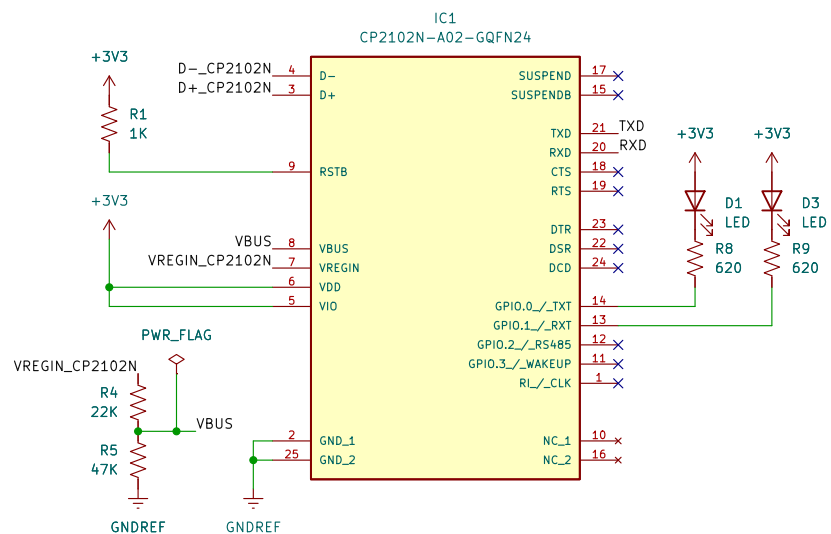 IC1
CP2102N-A02-GQFN24
+3V3
R1
1K
+3V3
D-_CP2102N 4 D-
D+_CP2102N 3 D+
9 RSTB
VBUS 8 VBUS
VREGIN_CP2102N 7 VREGIN
6 VDD
5 VIO
PWR_FLAG
VREGIN_CP2102N
R4
22K
VBUS
R5
47K
GNDREF
2 GND_1
25 GND_2
GNDREF
SUSPEND 17
SUSPENDB 15
TXD 21 TXD
RXD 20 RXD
CTS 18
RTS 19
DTR 23
DSR 22
DCD 24
GPIO.0_/_TXT 14
GPIO.1_/_RXT 13
GPIO.2_/_RS485 12
GPIO.3_/_WAKEUP 11
RI_/_CLK 1
NC_1 10
NC_2 16
+3V3
D1
LED
R8
620
+3V3
D3
LED
R9
620